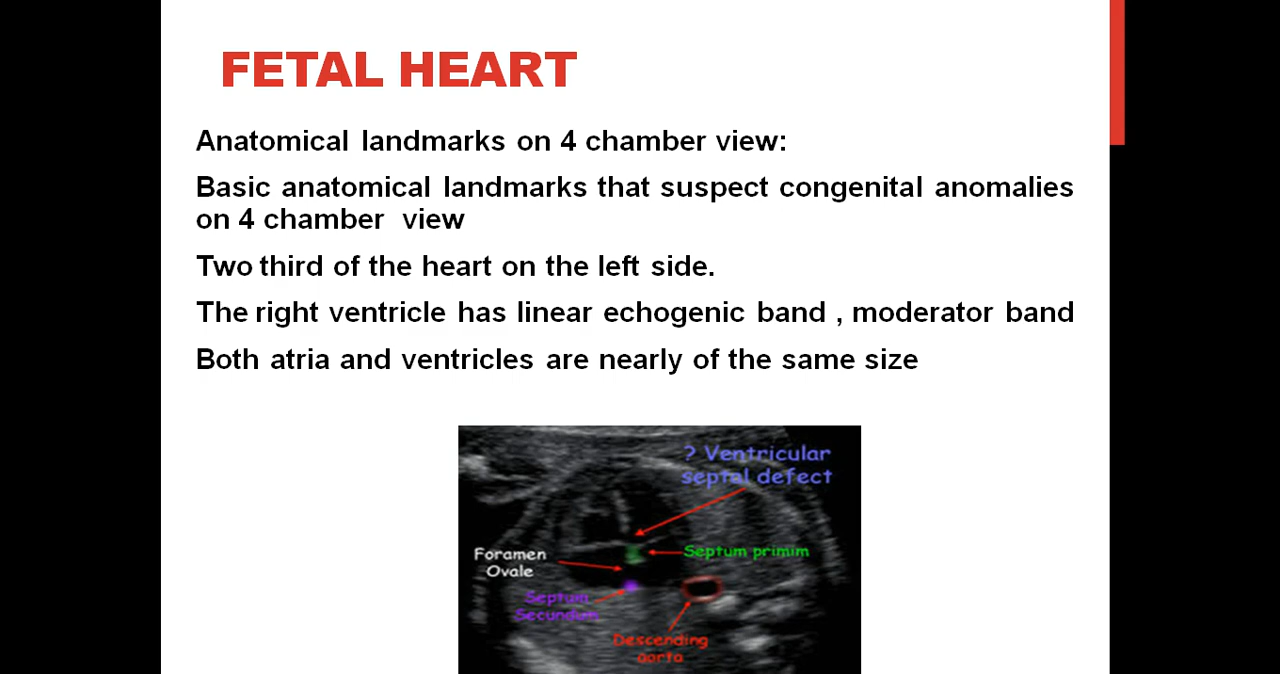 FETAL HEART
Anatomical landmarks on 4 chamber view:
Basic anatomical landmarks that suspect congenital anomalies
on 4 chamber view
Two third of the heart on the left side.
The right ventricle has linear echogenic band , moderator band
Both atria and ventricles are nearly of the same size
? Ventricular
septal defect
Foramen
Ovale
Septum primim
Septum
Secundum
Descending
aorta